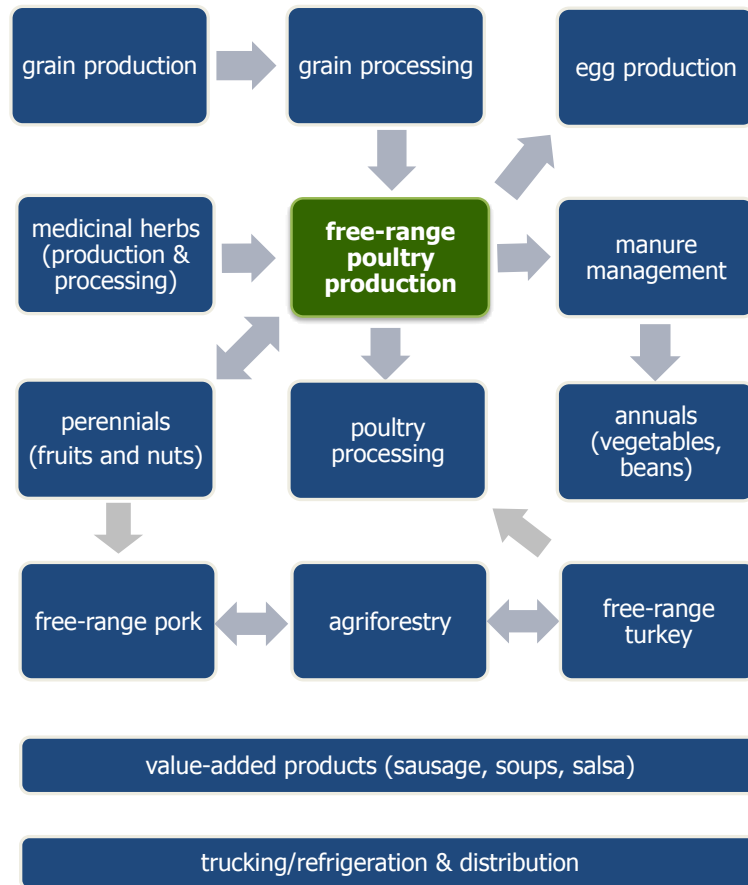 grain production
grain processing
egg production
medicinal herbs
(production &
processing)
free-range
poultry
production
manure
management
perennials
(fruits and nuts)
poultry
processing
annuals
(vegetables,
beans)
free-range pork
agriforestry
free-range
turkey
value-added products (sausage, soups, salsa)
trucking/refrigeration & distribution